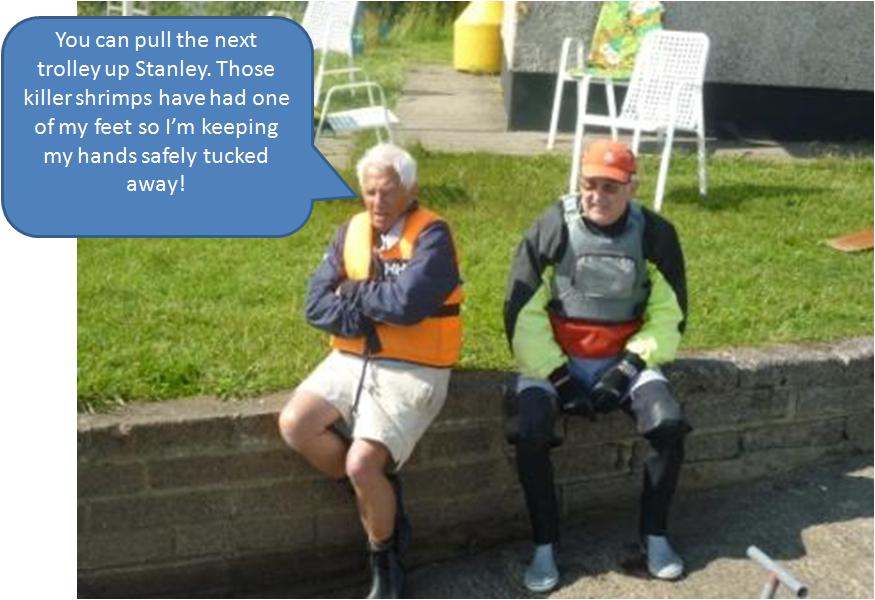 You can pull the next
trolley up Stanley. Those
killer shrimps have had one
of my feet so I'm keeping
my hands safely tucked
away!
HH